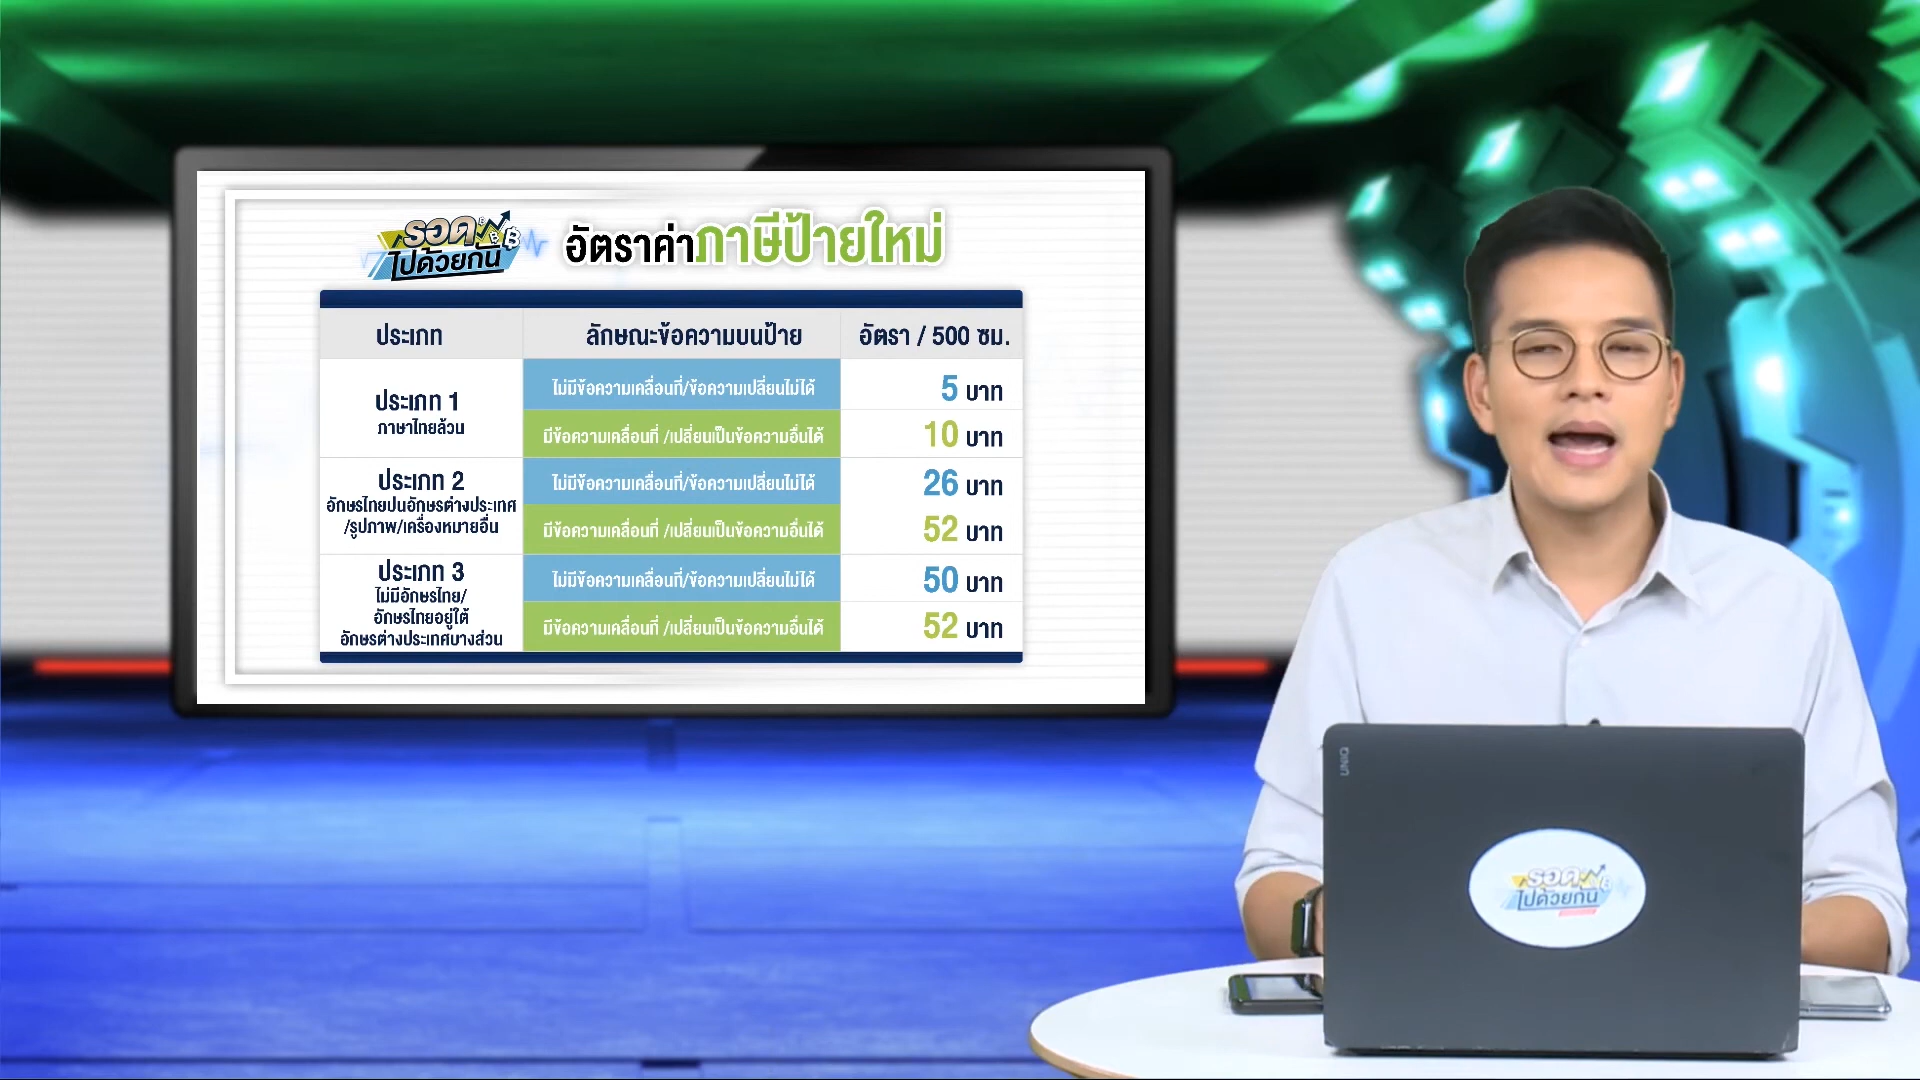 รอด
ไปด้วยกัน
อัตราค่าภาษีป้ายใหม่
ประเภท ลักษณะข้อความบนป้าย อัตรา / 500 ซม.
ประเภท 1
ภาษาไทยล้วน
ไม่มีข้อความเคลื่อนที่/ข้อความเปลี่ยนไม่ได้ 5 บาท
มีข้อความเคลื่อนที่ /เปลี่ยนเป็นข้อความอื่นได้ 10 บาท
ประเภท 2
อักษรไทยปนอักษรต่างประเทศ
/รูปภาพ/เครื่องหมายอื่น
ไม่มีข้อความเคลื่อนที่/ข้อความเปลี่ยนไม่ได้ 26 บาท
มีข้อความเคลื่อนที่ /เปลี่ยนเป็นข้อความอื่นได้ 52 บาท
ประเภท 3
ไม่มีอักษรไทย/
อักษรไทยอยู่ใต้
อักษรต่างประเทศบางส่วน
ไม่มีข้อความเคลื่อนที่/ข้อความเปลี่ยนไม่ได้ 50 บาท
มีข้อความเคลื่อนที่ /เปลี่ยนเป็นข้อความอื่นได้ 52 บาท
UNIQ
รอด
ไปด้วยกัน